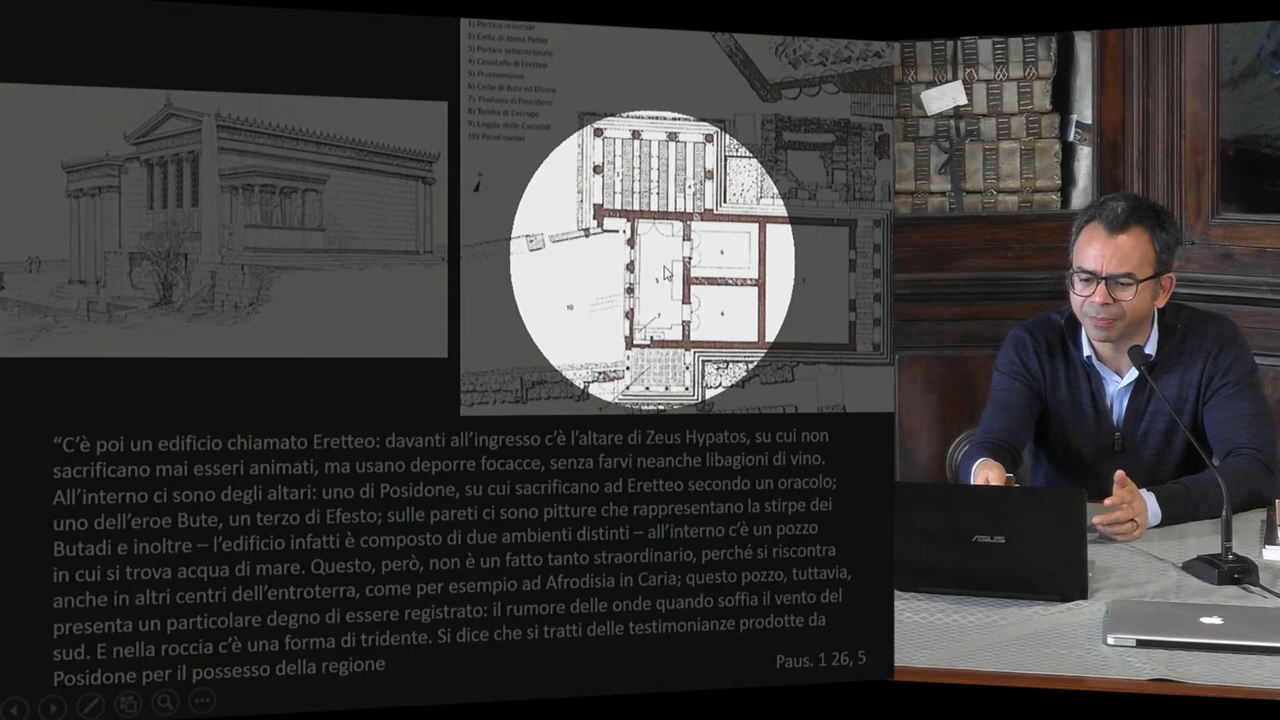 1) Portico orientale
2) Cella di Atena Polias
3) Portico settentrionale
4) Cenotafio di Eretteo
5) Prostomiaion
6) Celle di Bute ed Efesto
7) Thalassa di Poseidone
8) Tomba di Cecrope
9) Loggia delle Cariatidi
10) Pandroseion
6
5
10
7
6
“C’è poi un edificio chiamato Eretteo: davanti all’ingresso c’è l’altare di Zeus Hypatos, su cui non
sacrificano mai esseri animati, ma usano deporre focacce, senza farvi neanche libagioni di vino.
All’interno ci sono degli altari: uno di Posidone, su cui sacrificano ad Eretteo secondo un oracolo;
uno dell’eroe Bute, un terzo di Efesto; sulle pareti ci sono pitture che rappresentano la stirpe dei
Butadi e inoltre – l’edificio infatti è composto di due ambienti distinti – all’interno c’è un pozzo
in cui si trova acqua di mare. Questo, però, non è un fatto tanto straordinario, perché si riscontra
anche in altri centri dell’entroterra, come per esempio ad Afrodisia in Caria; questo pozzo, tuttavia,
presenta un particolare degno di essere registrato: il rumore delle onde quando soffia il vento del
sud. E nella roccia c’è una forma di tridente. Si dice che si tratti delle testimonianze prodotte da
Posidone per il possesso della regione
Paus. 1 26, 5
ASUS